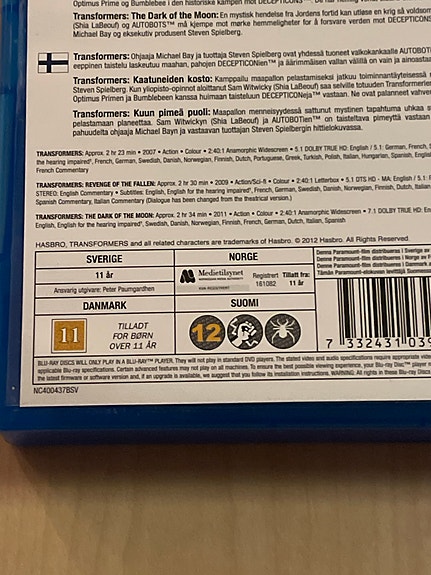 Optimus Prime og Bumblebee i den historiske kampen mot DECEPTICONS
Transformers: The Dark of the Moon: En mystisk hendelse fra Jordens fortid kan utløse en krig så voldsom
(Shia LaBeouf) og AUTOBOTS™ må kjempe mot mørke hemmeligheter for å forsvare verden mot DECEPTICONS
Michael Bay og eksekutiv produsent Steven Spielberg.
Transformers: Ohjaaja Michael Bay ja tuottaja Steven Spielberg ovat yhdessä tuoneet valkokankaalle AUTOBOTI
eeppinen taistelu laskeutuu maahan, pahojen DECEPTICONien™ ja äärimmäisen vallan välillä on vain ja ainoastaan
Transformers: Kaatuneiden kosto: Kamppailu maapallon pelastamiseksi jatkuu toiminnantäyteisessä
Steven Spielberg. Kun yliopisto-opinnot aloittanut Sam Witwicky (Shia LaBeouf) saa selville totuuden Transformerien
Optimus Primen ja Bumblebeen kanssa huimaan taisteluun DECEPTICONeja™ vastaan. Ne ovat palanneet
Transformers: Kuun pimeä puoli: Maapallon menneisyydessä sattunut mystinen tapahtuma uhkaa
pelastamaan planeettaa. Sam Witwickyn (Shia LaBeouf) ja AUTOBOTien™ on taisteltava pimeyttä vastaan
pahuudelta ohjaaja Michael Bayn ja vastaavan tuottajan Steven Spielbergin hittielokuvassa.
TRANSFORMERS: Approx. 2 hr 23 min • 2007 • Action • Colour • 2.40:1 Anamorphic Widescreen • 5.1 DOLBY TRUE HD: English / 5.1: German, French,
the hearing impaired, French, German, Swedish, Danish, Norwegian, Finnish, Dutch, Portuguese, Greek, Turkish, Polish, Italian, Hungarian, Spanish,
French Commentary
TRANSFORMERS: REVENGE OF THE FALLEN: Approx. 2 hr 30 min • 2009 • Action/Sci-fi • Colour • 2.40:1 Letterbox • 5.1 DTS HD - MA: English / 5.1
STEREO: English Commentary • Subtitles: English, English for the hearing impaired, French, German, Swedish, Danish, Norwegian, Finnish, Dutch, Italian
Spanish Commentary, Italian Commentary (Dialogue has been changed from the theatrical version.)
TRANSFORMERS: THE DARK OF THE MOON: Approx. 2 hr 34 min • 2011 • Action • Colour • 2.40:1 Anamorphic Widescreen • 7.1 DOLBY TRUE HD:
English, English for the hearing impaired, Swedish, Danish, Norwegian, Finnish, French, German, Dutch, Italian, Spanish
HASBRO, TRANSFORMERS and all related characters are trademarks of Hasbro. © 2012 Hasbro. All Rights Reserved.
SVERIGE
11 år
Ansvarig utgivare: Peter Paumgardhen
NORGE
Medietilsynet
Registrert
161082
Tillatt fra:
11 år
DANMARK
11
TILLADT
FOR BØRN
OVER 11 ÅR
SUOMI
12
Denne Paramount-film distribueres i Sverige
Denne Paramount-film distribueres i Norge av
Denne Paramount-film distribueres i Danmark
Tämän Paramount-elokuvan levittäjä Suomessa
7 332431 039
BLU-RAY DISCS WILL ONLY PLAY IN A BLU-RAY™ PLAYER. They will not play in standard DVD players. The stated video and audio specifications require appropriate
applicable Blu-ray specifications. Certain advanced features may not play on all machines. To ensure the best possible viewing experience, your Blu-ray Disc™ player
the latest firmware or software version and, if an upgrade is available, we suggest that you follow its installation instructions. WARNING: All rights in these Blu-ray Discs
NC400437BSV